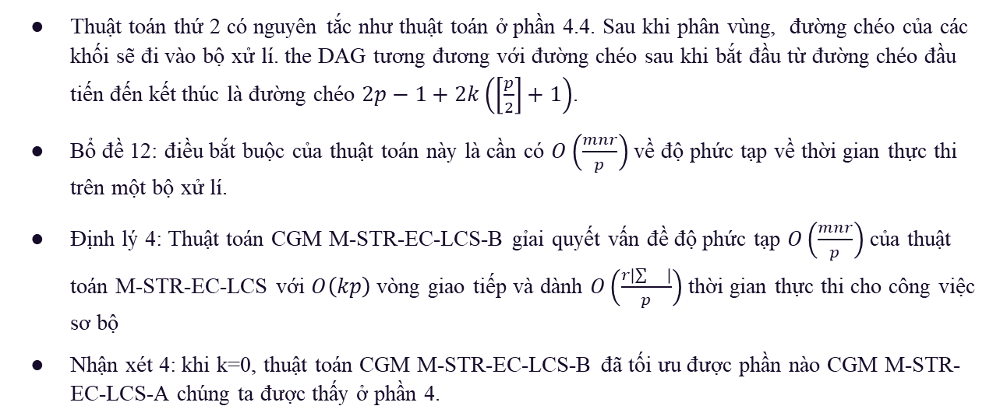 ● Thuật toán thứ 2 có nguyên tắc như thuật toán ở phần 4.4. Sau khi phân vùng, đường chéo của các
khối sẽ đi vào bộ xử lí. the DAG tương đương với đường chéo sau khi bắt đầu từ đường chéo đầu
tiến đến kết thúc là đường chéo $2p - 1 + 2k\left(\left[\frac{p}{2}\right] + 1\right)$.
● Bổ đề 12: điều bắt buộc của thuật toán này là cần có $O\left(\frac{mnr}{p}\right)$ về độ phức tạp về thời gian thực thi
trên một bộ xử lí.
● Định lý 4: Thuật toán CGM M-STR-EC-LCS-B giải quyết vấn đề độ phức tạp $O\left(\frac{mnr}{p}\right)$ của thuật
toán M-STR-EC-LCS với $O(kp)$ vòng giao tiếp và dành $O\left(\frac{r|\Sigma\ |}{p}\right)$ thời gian thực thi cho công việc
sơ bộ
● Nhận xét 4: khi k=0, thuật toán CGM M-STR-EC-LCS-B đã tối ưu được phần nào CGM M-STR-
EC-LCS-A chúng ta được thấy ở phần 4.